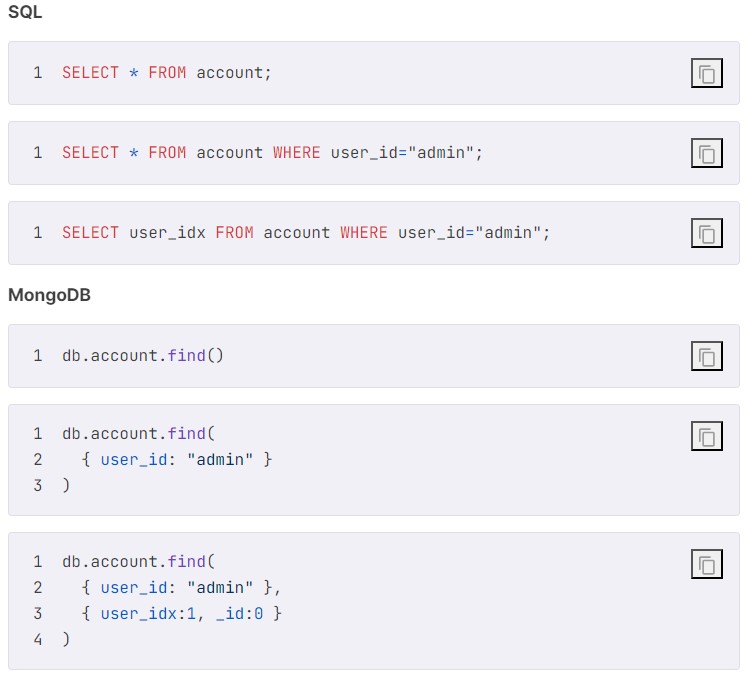 SQL
1 SELECT * FROM account;
1 SELECT * FROM account WHERE user_id="admin";
1 SELECT user_idx FROM account WHERE user_id="admin";
MongoDB
1 db.account.find()
1 db.account.find(
2 { user_id: "admin" }
3 )
1 db.account.find(
2 { user_id: "admin" },
3 { user_idx:1, _id:0 }
4 )